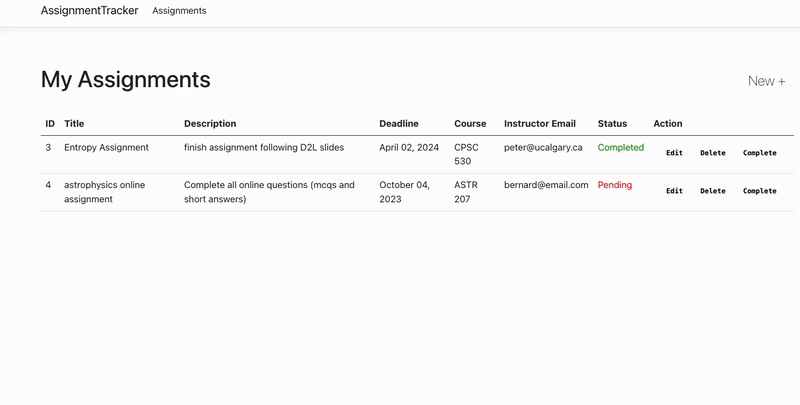 AssignmentTracker Assignments
My Assignments New +
ID Title Description Deadline Course Instructor Email Status Action
3 Entropy Assignment finish assignment following D2L slides April 02, 2024 CPSC 530 peter@ucalgary.ca Completed Edit Delete Complete
4 astrophysics online assignment Complete all online questions (mcqs and short answers) October 04, 2023 ASTR 207 bernard@email.com Pending Edit Delete Complete